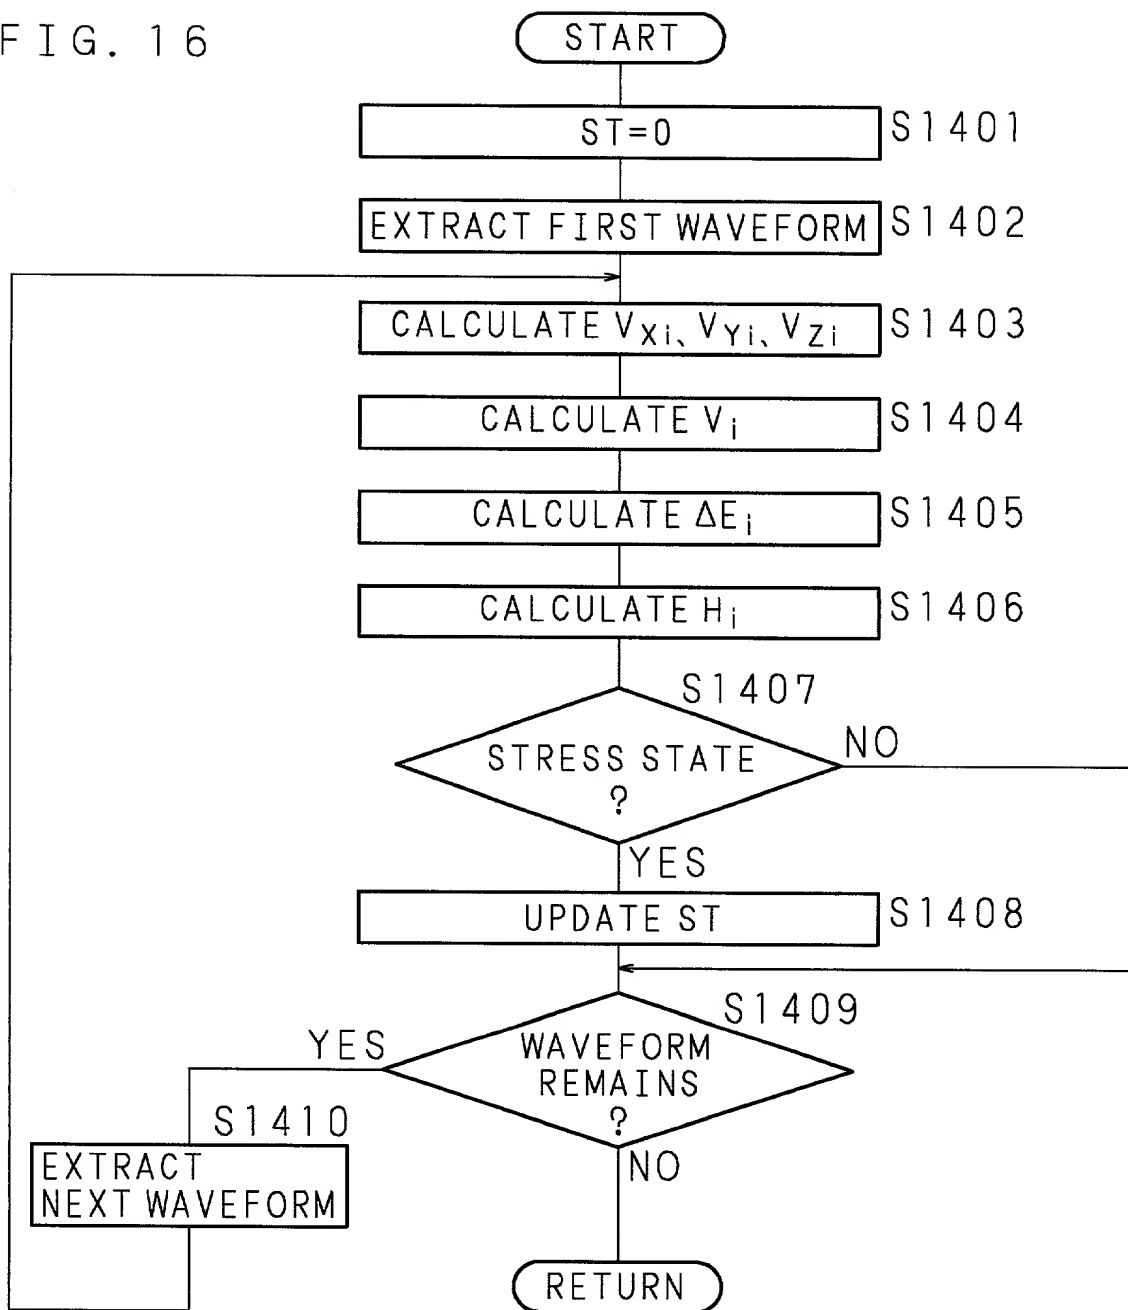 FIG. 16
START
ST=0
S1401
EXTRACT FIRST WAVEFORM
S1402
CALCULATE VXi、VYi、VZi
S1403
CALCULATE Vi
S1404
CALCULATE ΔEi
S1405
CALCULATE Hi
S1406
S1407
STRESS STATE
?
NO
YES
UPDATE ST
S1408
S1409
WAVEFORM
REMAINS
?
YES
S1410
EXTRACT
NEXT WAVEFORM
NO
RETURN